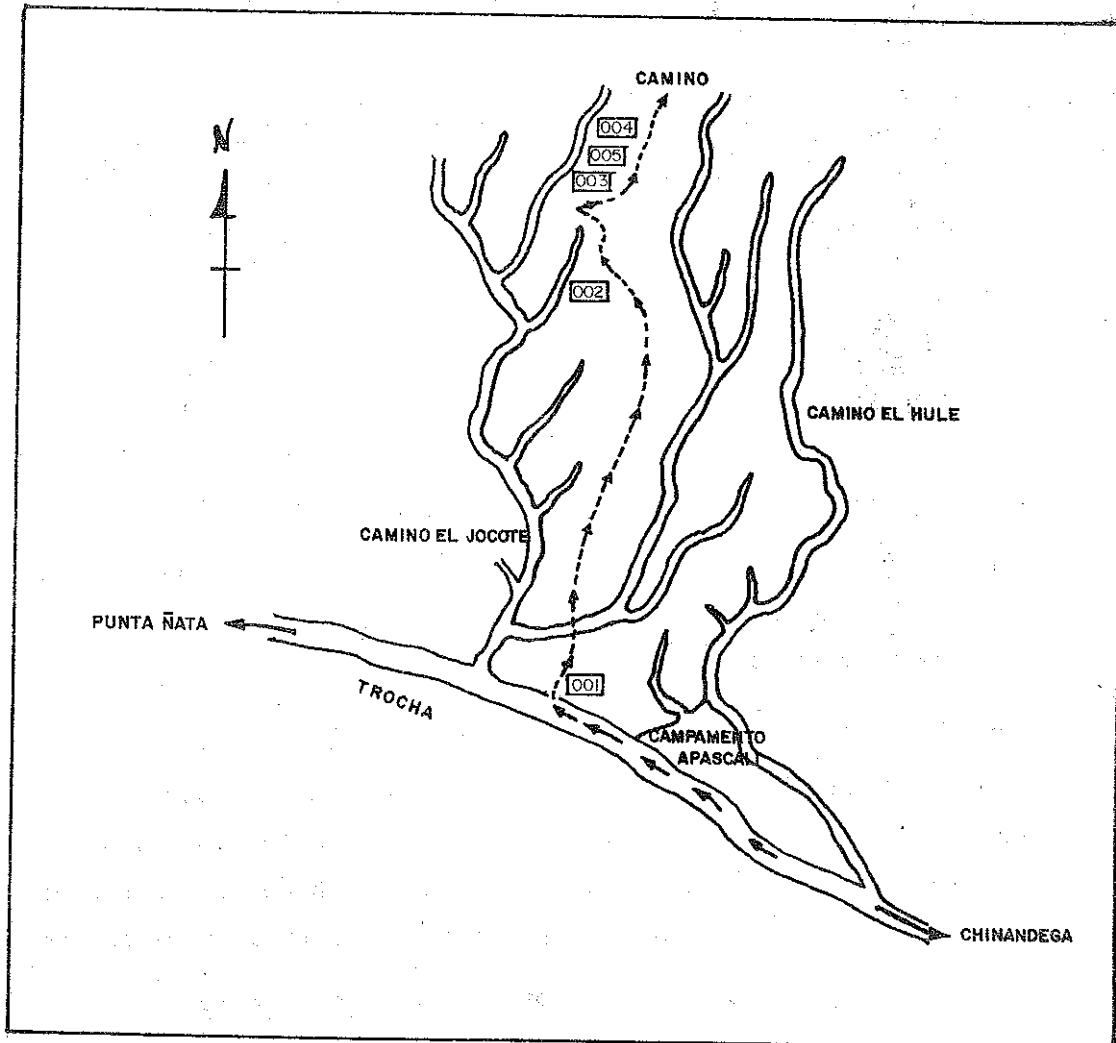 CAMINO
N
004
005
003
002
CAMINO EL HULE
CAMINO EL JOCOTE
PUNTA ÑATA
TROCHA
001
CAMPAMENTO
APASCALI
CHINANDEGA